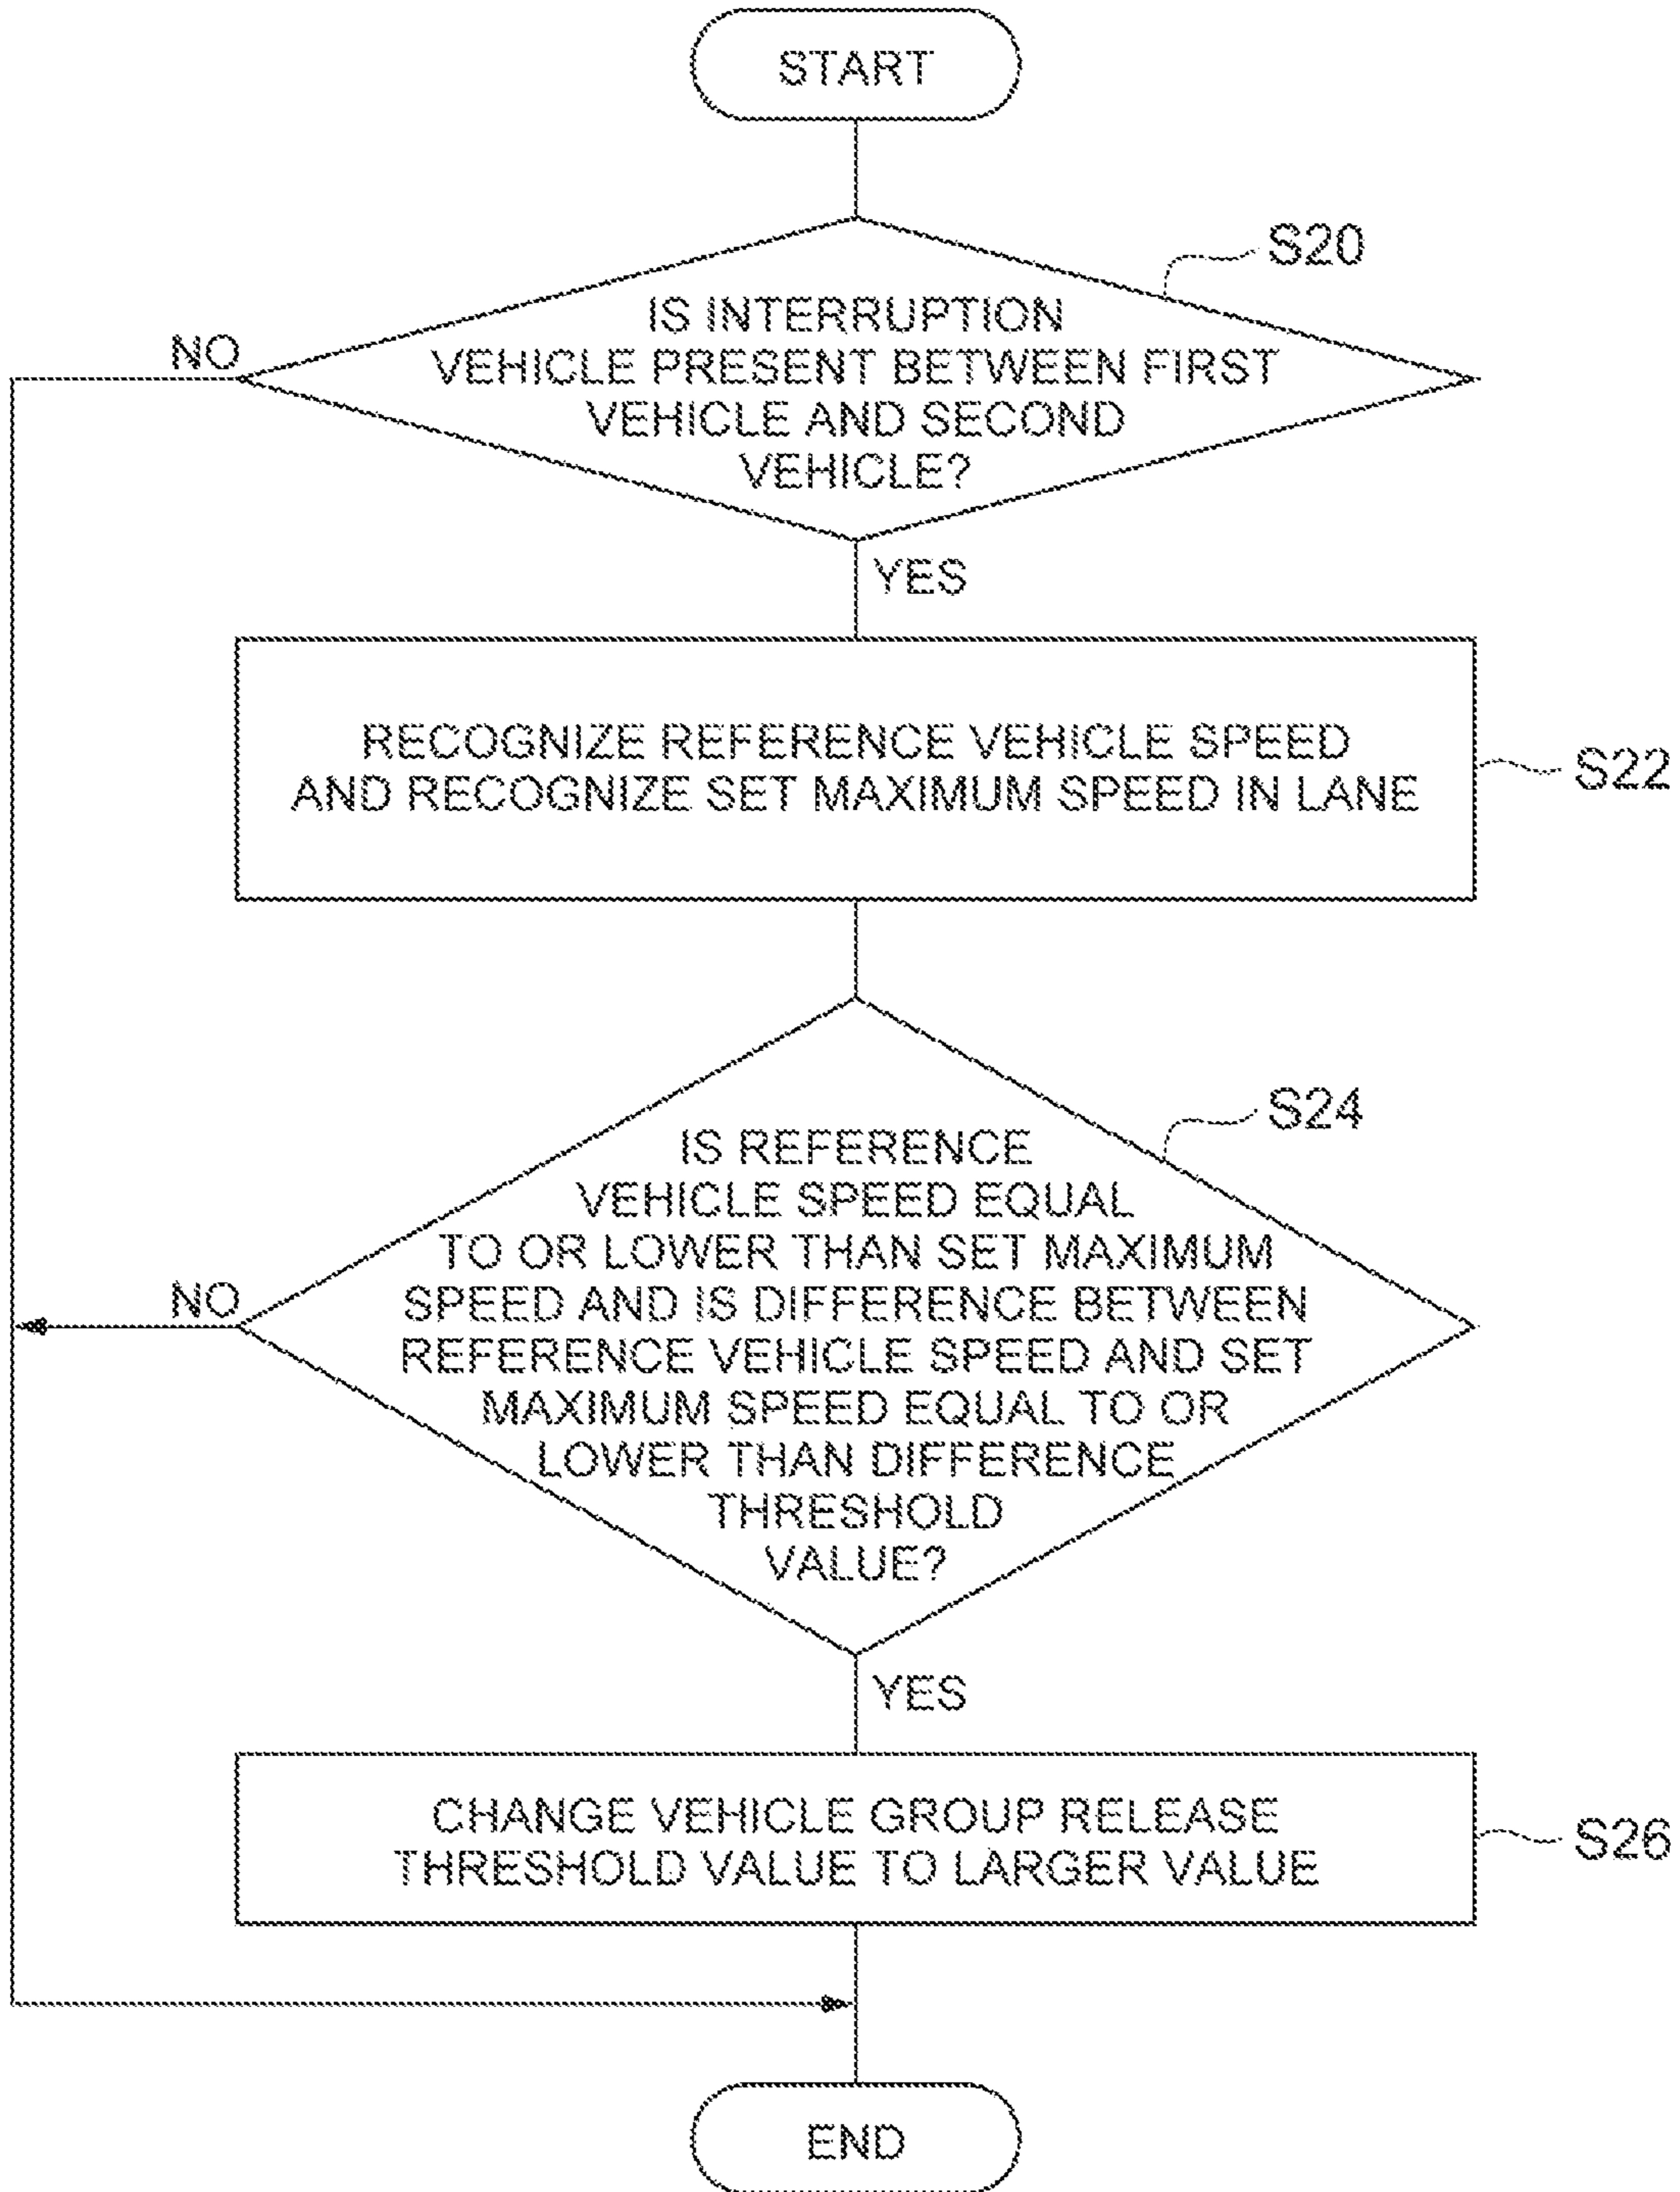 START
S20
IS INTERRUPTION
VEHICLE PRESENT BETWEEN FIRST
VEHICLE AND SECOND
VEHICLE?
NO
YES
RECOGNIZE REFERENCE VEHICLE SPEED
AND RECOGNIZE SET MAXIMUM SPEED IN LANE
S22
S24
IS REFERENCE
VEHICLE SPEED EQUAL
TO OR LOWER THAN SET MAXIMUM
SPEED AND IS DIFFERENCE BETWEEN
REFERENCE VEHICLE SPEED AND SET
MAXIMUM SPEED EQUAL TO OR
LOWER THAN DIFFERENCE
THRESHOLD
VALUE?
NO
YES
CHANGE VEHICLE GROUP RELEASE
THRESHOLD VALUE TO LARGER VALUE
S26
END